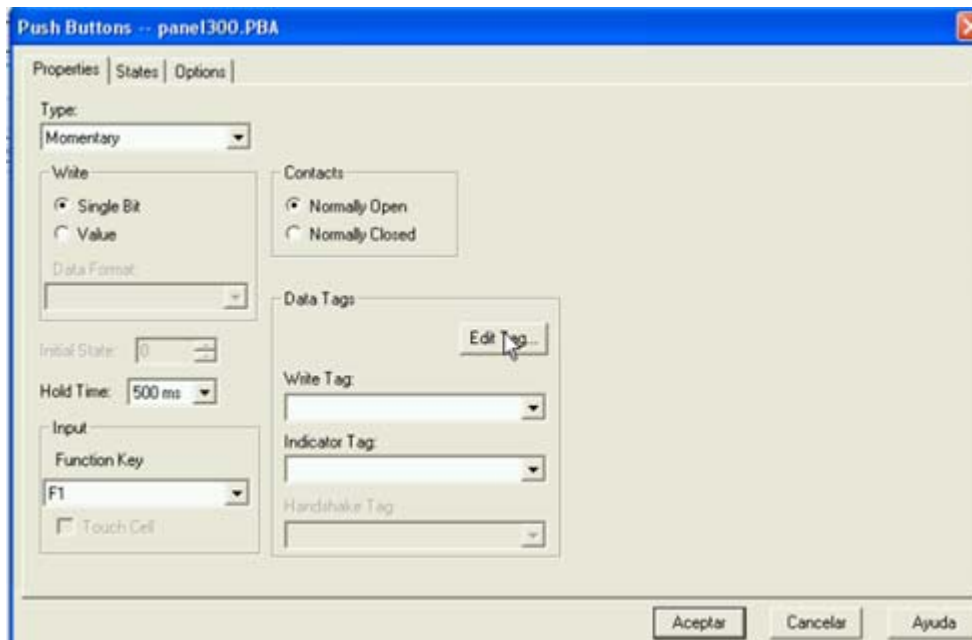 Push Buttons -- panel300.PBA
Properties States Options
Type:
Momentary
Write
Single Bit
Value
Data Format:
Contacts
Normally Open
Normally Closed
Initial State: 0
Hold Time: 500 ms
Input
Function Key
F1
Touch Cell
Data Tags
Edit Tag...
Write Tag:
Indicator Tag:
Handshake Tag
Aceptar Cancelar Ayuda